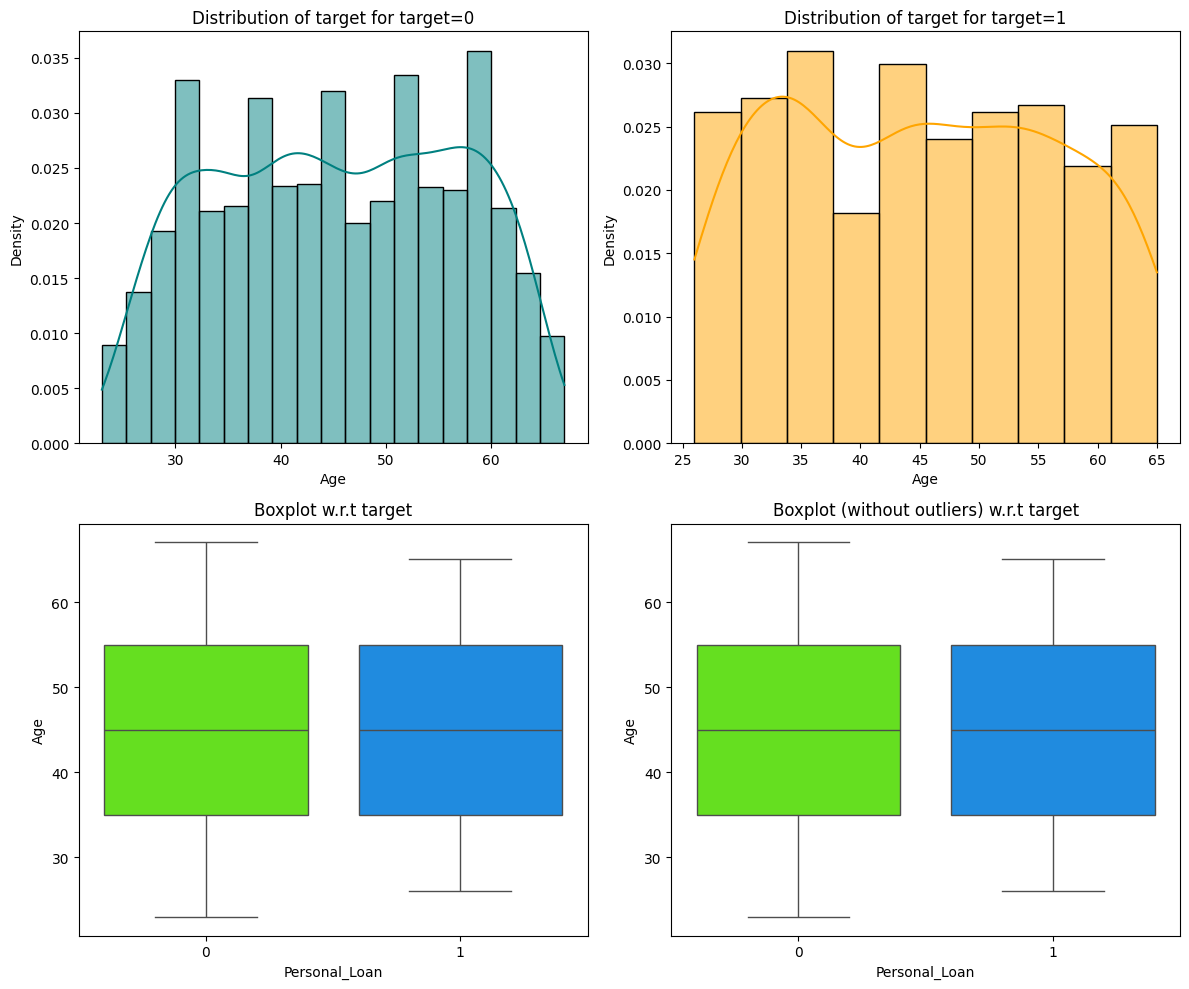 Distribution of target for target=0
Density
0.035
0.030
0.025
0.020
0.015
0.010
0.005
0.000
30 40 50 60
Age
Distribution of target for target=1
Density
0.030
0.025
0.020
0.015
0.010
0.005
0.000
25 30 35 40 45 50 55 60 65
Age
Boxplot w.r.t target
Age
60
50
40
30
0 1
Personal_Loan
Boxplot (without outliers) w.r.t target
Age
60
50
40
30
0 1
Personal_Loan